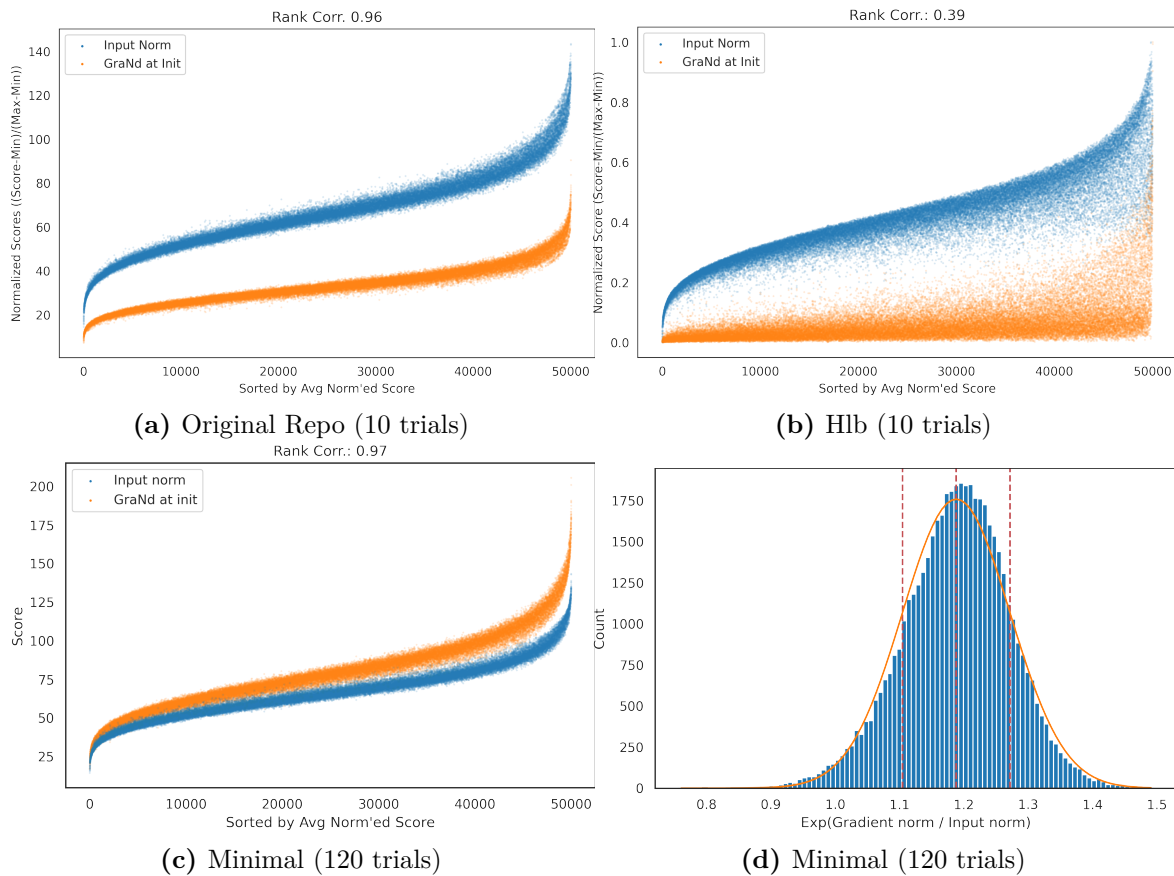 Rank Corr. 0.96
Input Norm
GraNd at Init
Normalized Scores ((Score-Min)/(Max-Min))
140
120
100
80
60
40
20
0 10000 20000 30000 40000 50000
Sorted by Avg Norm'ed Score
(a) Original Repo (10 trials)
Rank Corr.: 0.39
Input Norm
GraNd at Init
Normalized Score (Score-Min/(Max-Min))
1.0
0.8
0.6
0.4
0.2
0.0
0 10000 20000 30000 40000 50000
Sorted by Avg Norm'ed Score
(b) Hlb (10 trials)
Rank Corr.: 0.97
Input norm
GraNd at init
Score
200
175
150
125
100
75
50
25
0 10000 20000 30000 40000 50000
Sorted by Avg Norm'ed Score
(c) Minimal (120 trials)
Count
1750
1500
1250
1000
750
500
250
0
0.8 0.9 1.0 1.1 1.2 1.3 1.4 1.5
Exp(Gradient norm / Input norm)
(d) Minimal (120 trials)